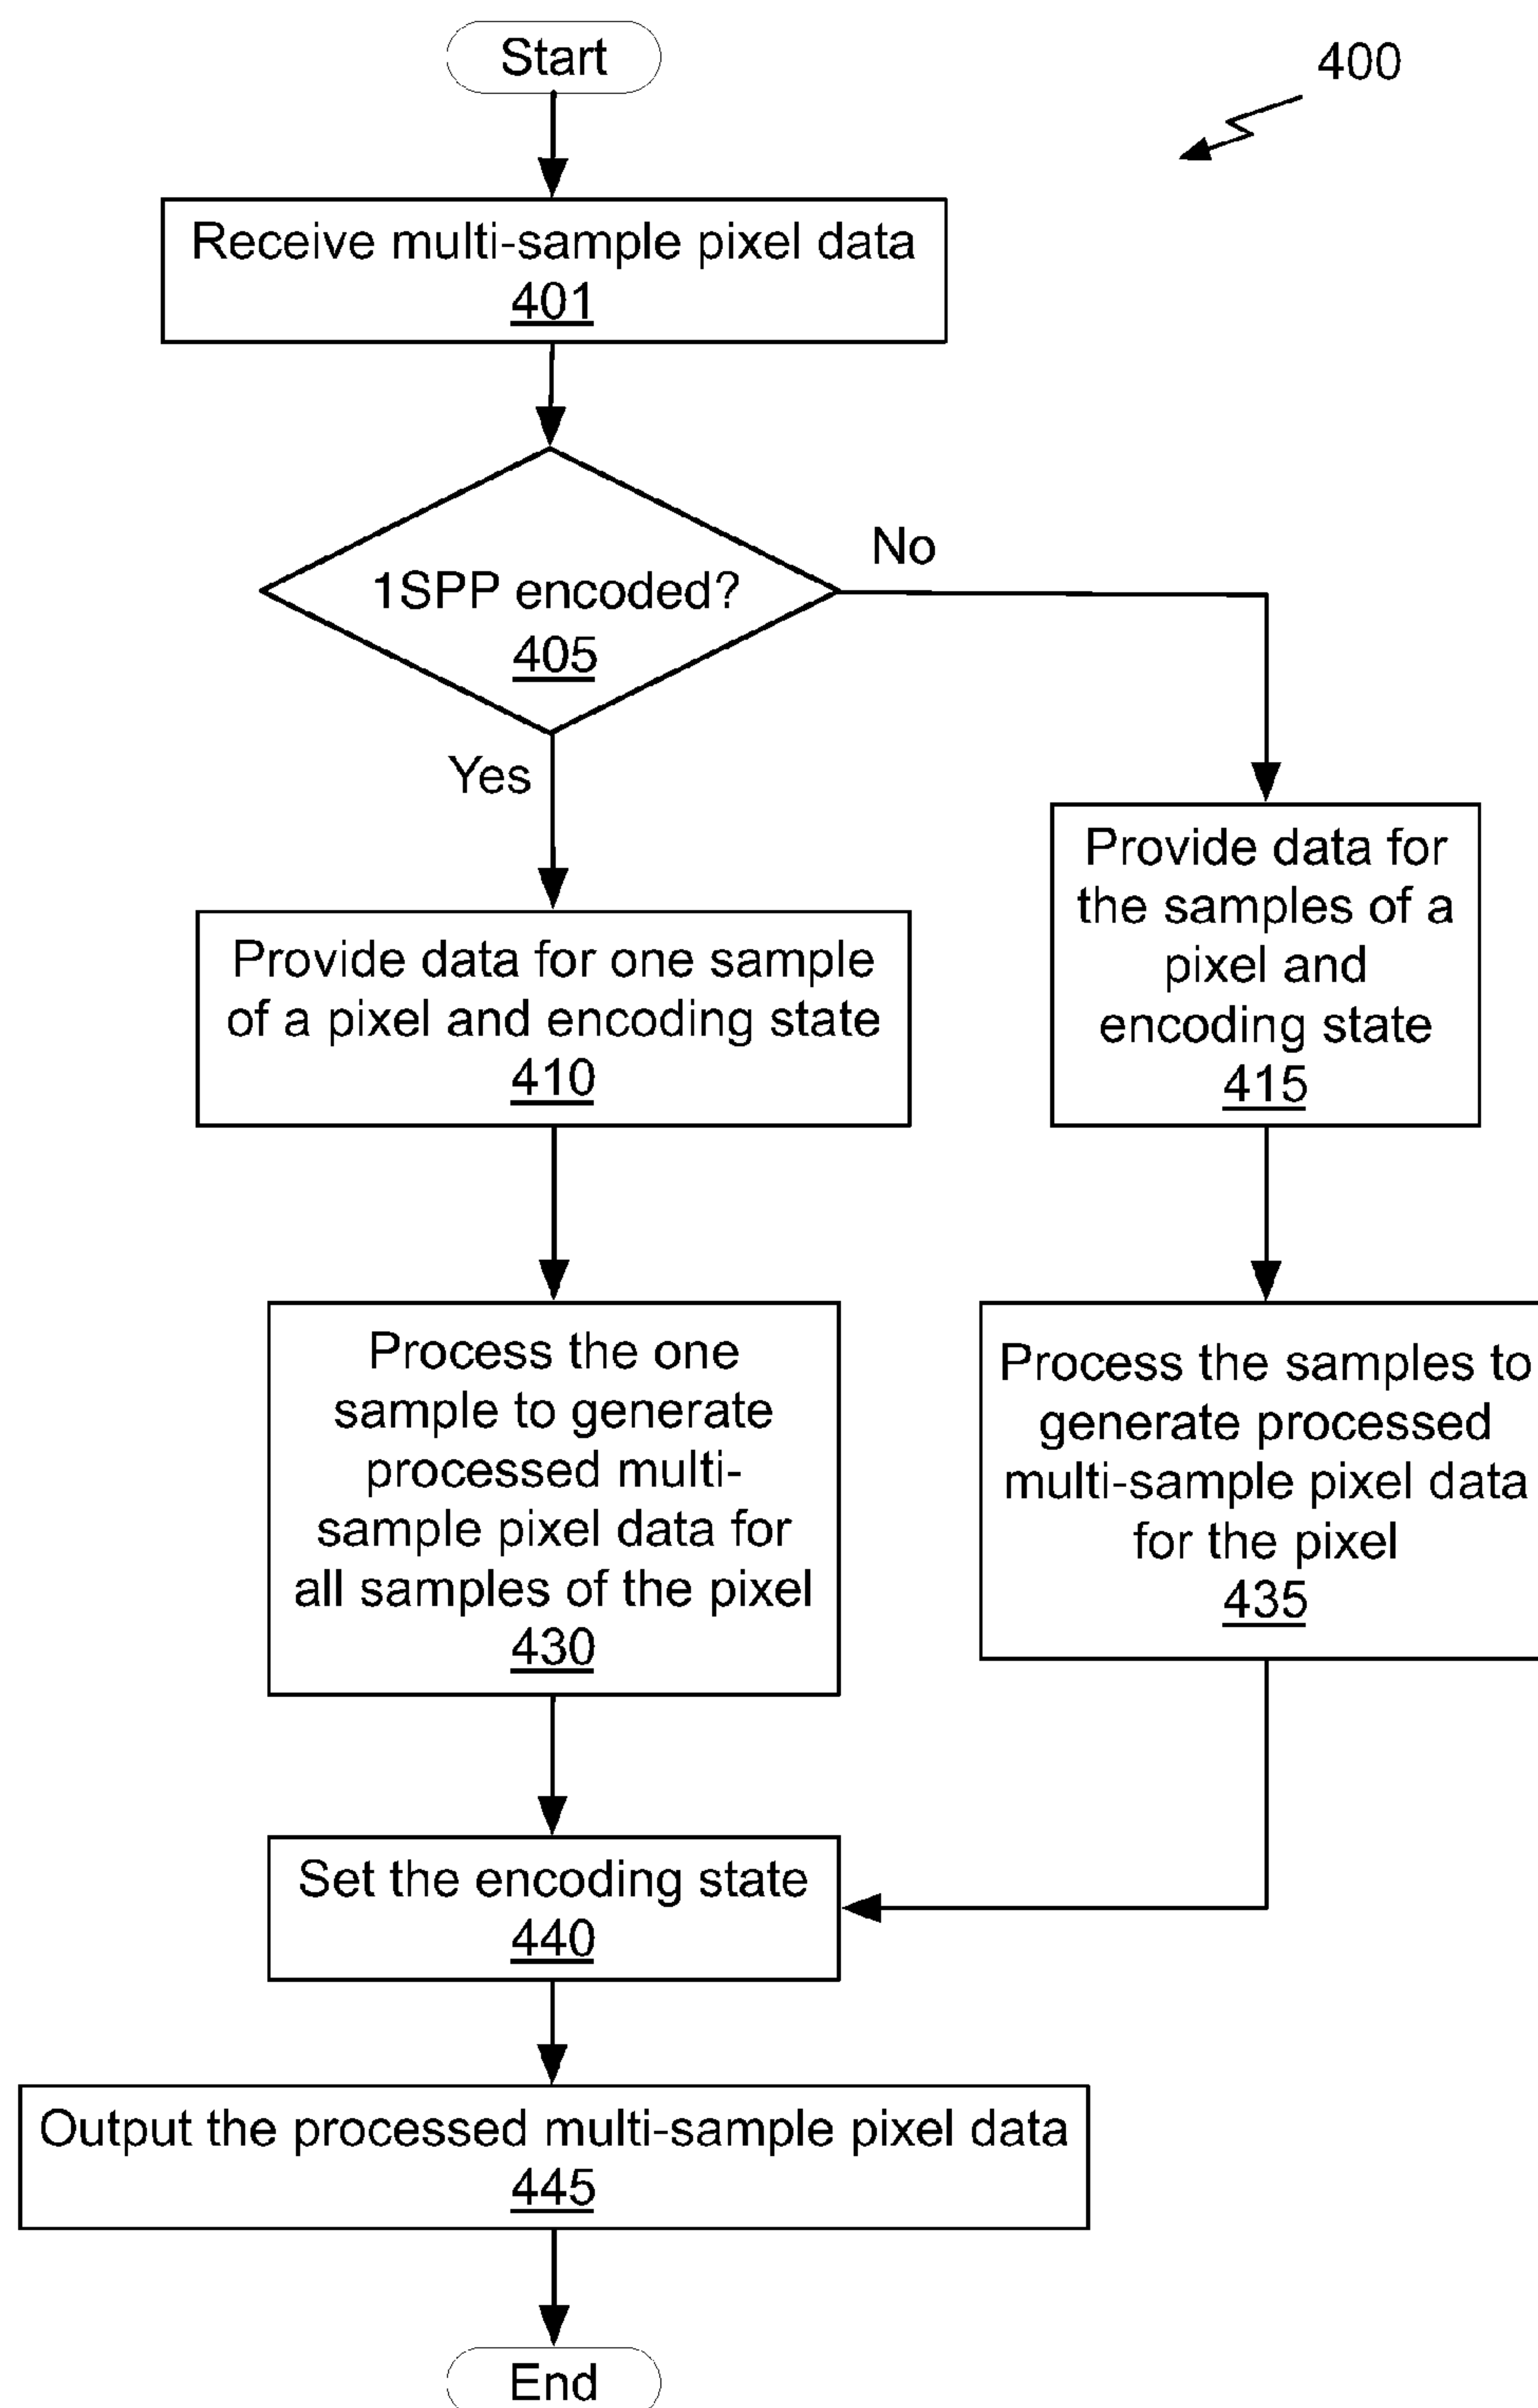 Start
400
Receive multi-sample pixel data
401
1SPP encoded?
405
No
Yes
Provide data for one sample
of a pixel and encoding state
410
Provide data for
the samples of a
pixel and
encoding state
415
Process the one
sample to generate
processed multi-
sample pixel data for
all samples of the pixel
430
Process the samples to
generate processed
multi-sample pixel data
for the pixel
435
Set the encoding state
440
Output the processed multi-sample pixel data
445
End